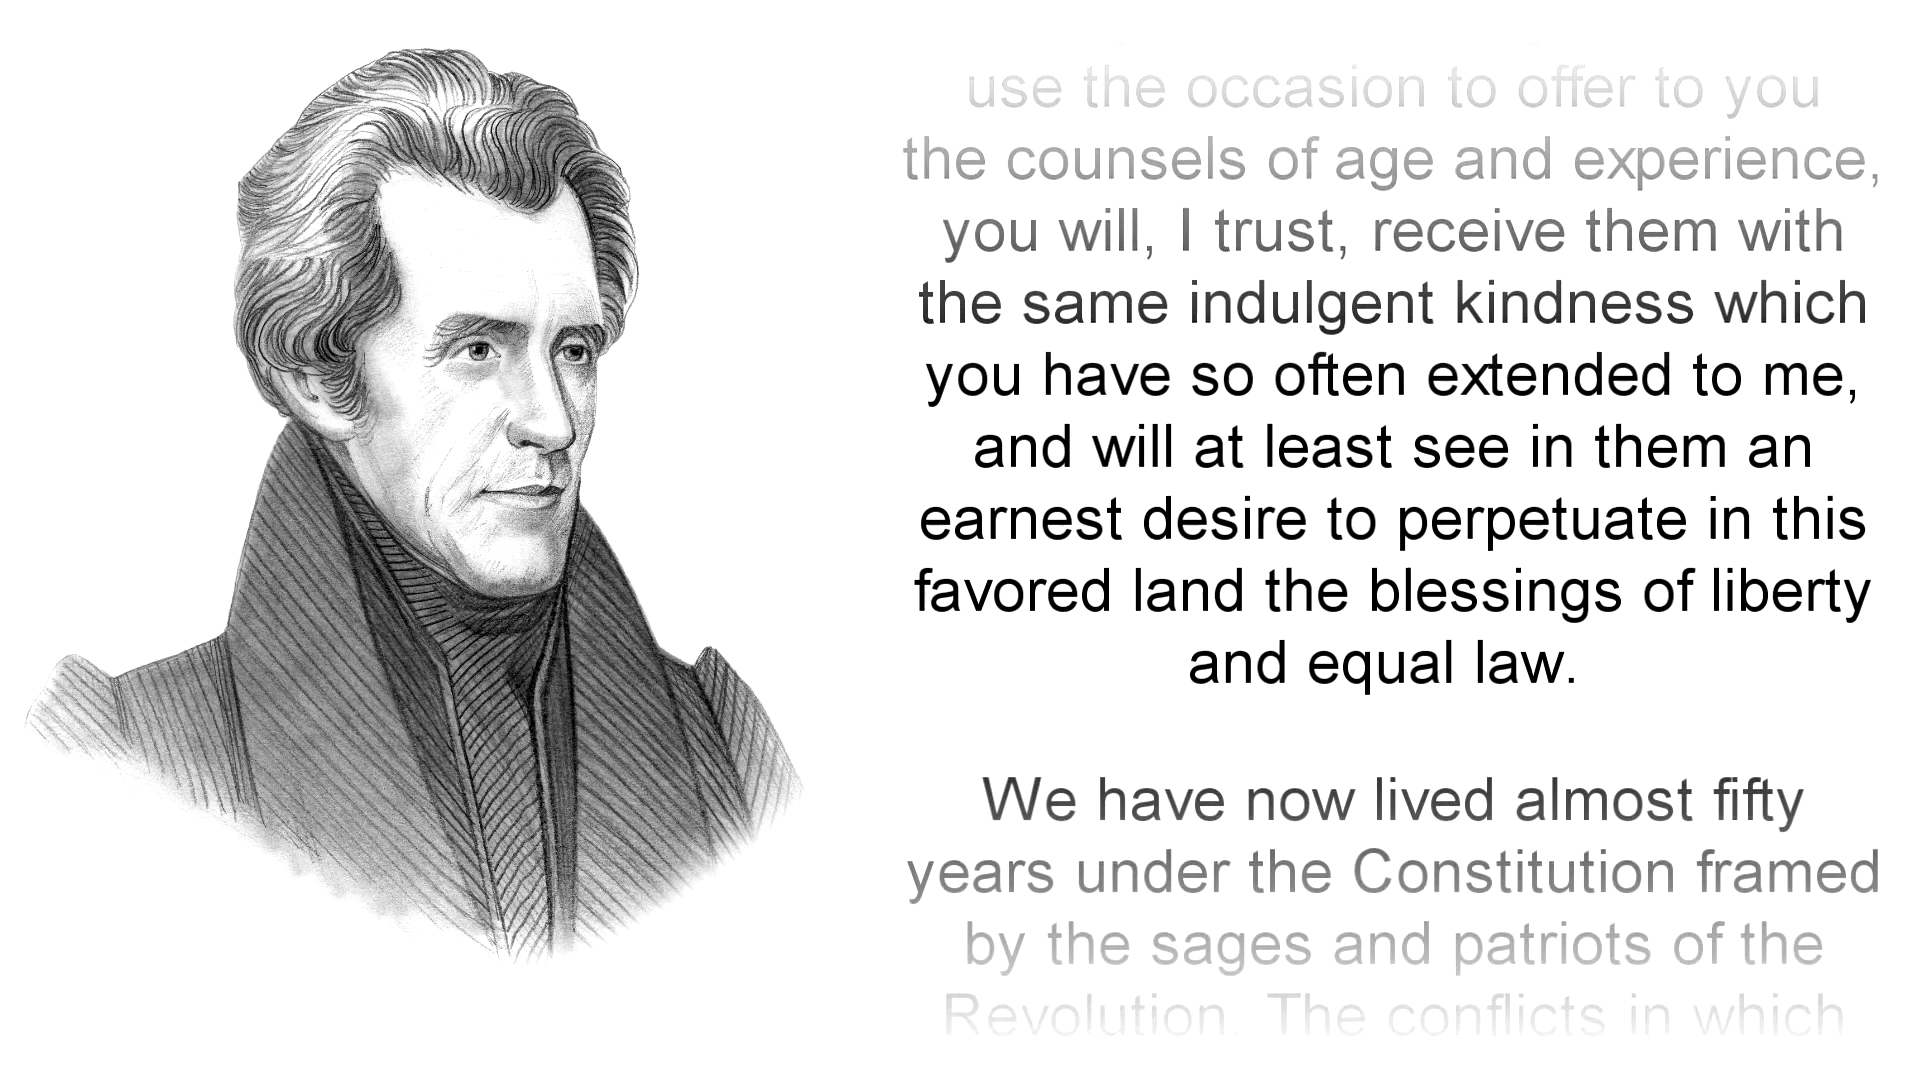 use the occasion to offer to you
the counsels of age and experience,
you will, I trust, receive them with
the same indulgent kindness which
you have so often extended to me,
and will at least see in them an
earnest desire to perpetuate in this
favored land the blessings of liberty
and equal law.
We have now lived almost fifty
years under the Constitution framed
by the sages and patriots of the
Revolution. The conflicts in which